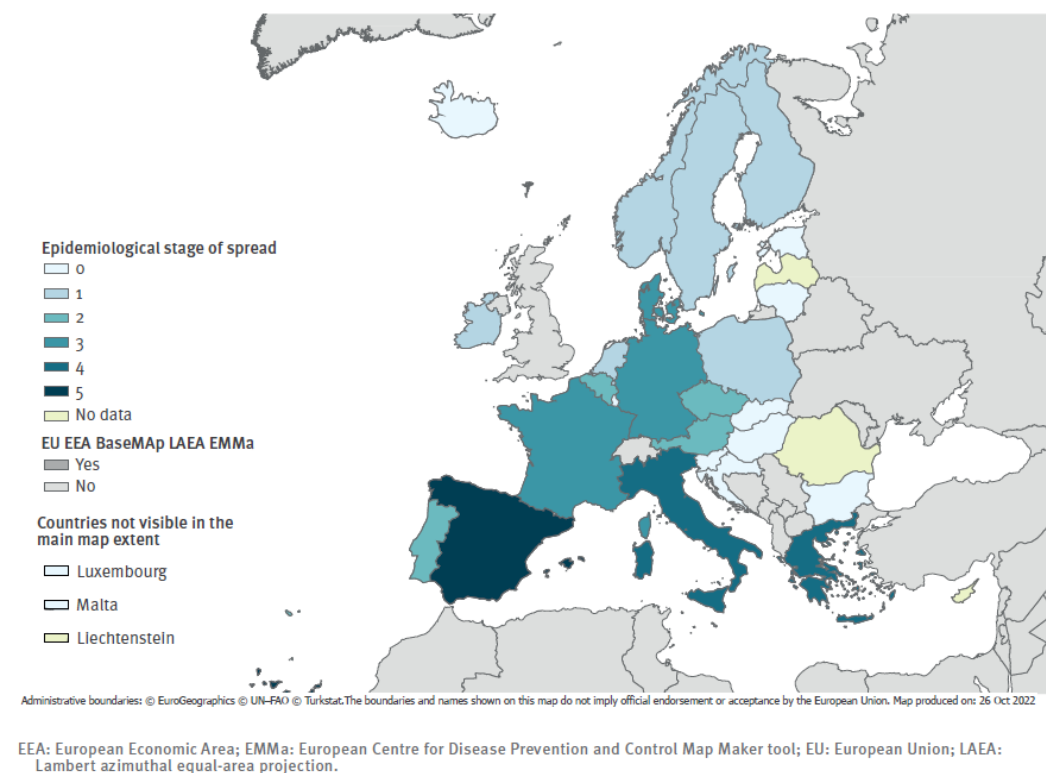 Epidemiological stage of spread
0
1
2
3
4
5
No data
EU EEA BaseMAp LAEA EMMa
Yes
No
Countries not visible in the
main map extent
Luxembourg
Malta
Llechtenstein
Administrative boundaries: © EuroGeographics © UN–FAO © Turkstat.The boundaries and names shown on this map do not imply official endorsement or acceptance by the European Union. Map produced on: 26 Oct 2022
EEA: European Economic Area; EMMa: European Centre for Disease Prevention and Control Map Maker tool; EU: European Union; LAEA:
Lambert azimuthal equal-area projection.